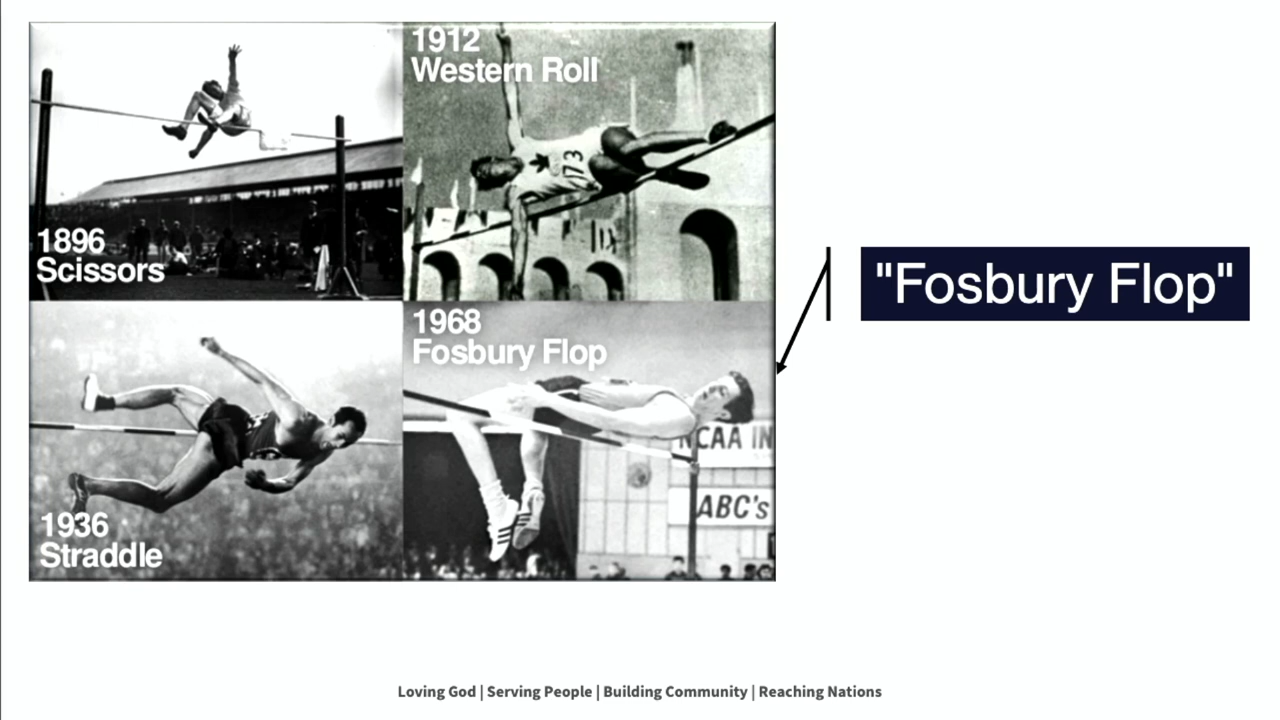 1896
Scissors
1912
Western Roll
173
1936
Straddle
1968
Fosbury Flop
NCAA IN
ABC's
"Fosbury Flop"
Loving God | Serving People | Building Community | Reaching Nations